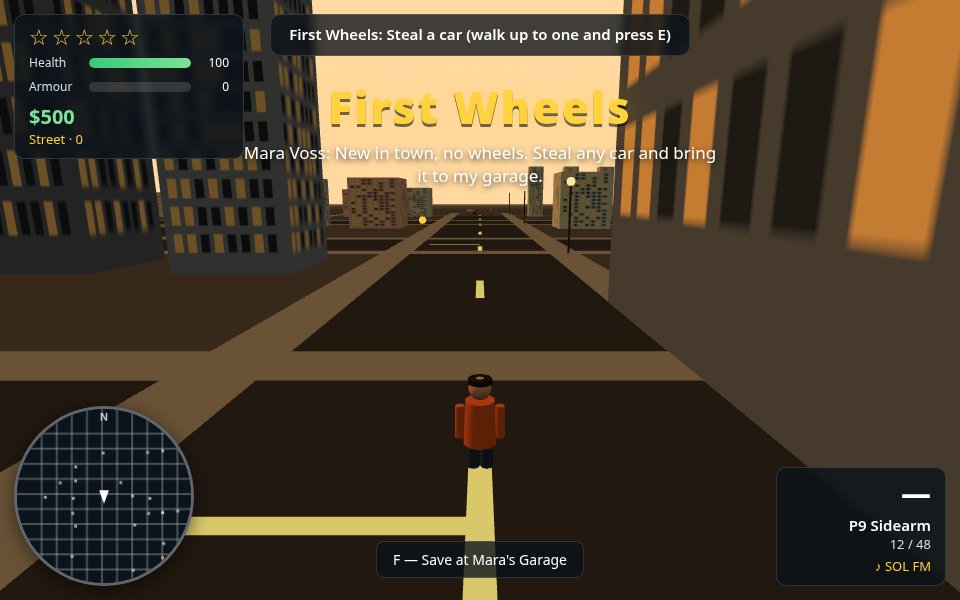 ☆☆☆☆☆
Health 100
Armour 0
$500
Street · 0
First Wheels: Steal a car (walk up to one and press E)
First Wheels
Mara Voss: New in town, no wheels. Steal any car and bring
it to my garage.
N
F — Save at Mara's Garage
—
P9 Sidearm
12 / 48
♪ SOL FM